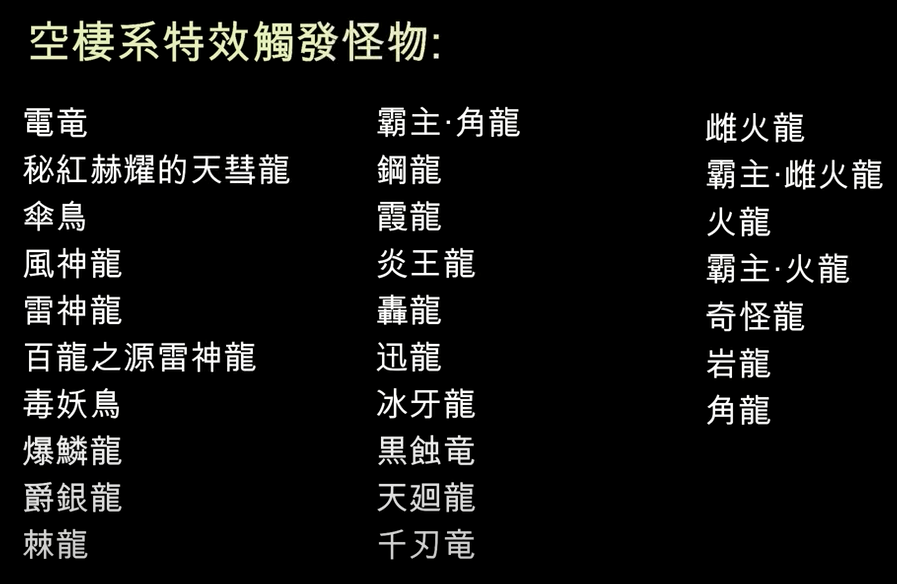 空棲系特效觸發怪物:
電竜
秘紅赫耀的天彗龍
傘鳥
風神龍
雷神龍
百龍之源雷神龍
毒妖鳥
爆鱗龍
爵銀龍
棘龍
霸主·角龍
鋼龍
霞龍
炎王龍
轟龍
迅龍
冰牙龍
黒蝕竜
天廻龍
千刃竜
雌火龍
霸主·雌火龍
火龍
霸主·火龍
奇怪龍
岩龍
角龍